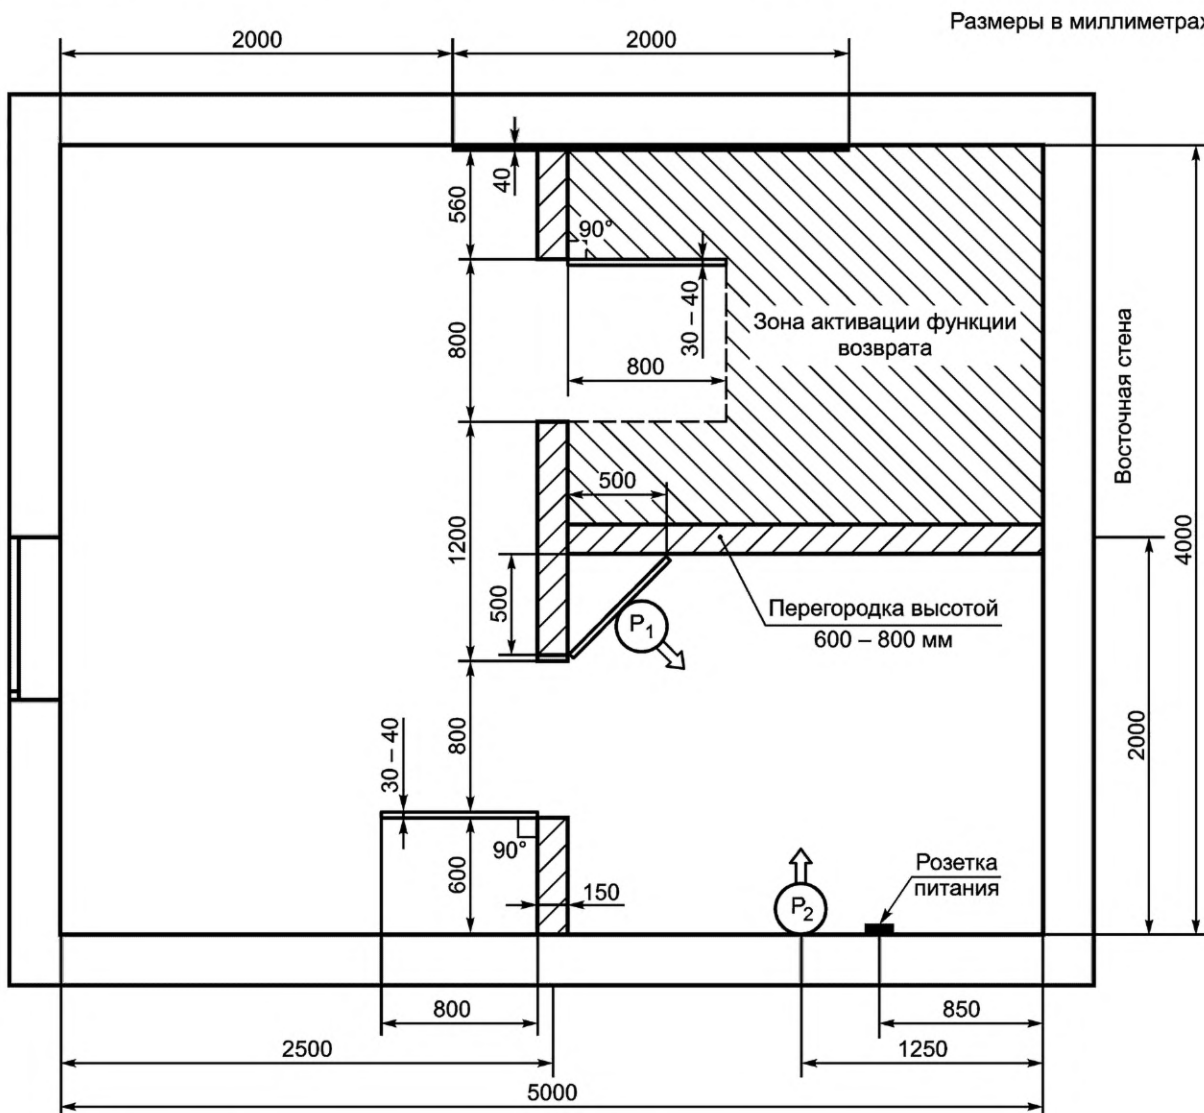 Размеры в миллиметрах
2000
2000
40
560
90°
30 – 40
Зона активации функции
возврата
800
800
Восточная стена
500
1200
4000
500
P1
Перегородка высотой
600 – 800 мм
2000
30 – 40
800
90°
600
150
P2
Розетка
питания
800
850
2500
1250
5000